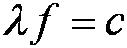 λf = c